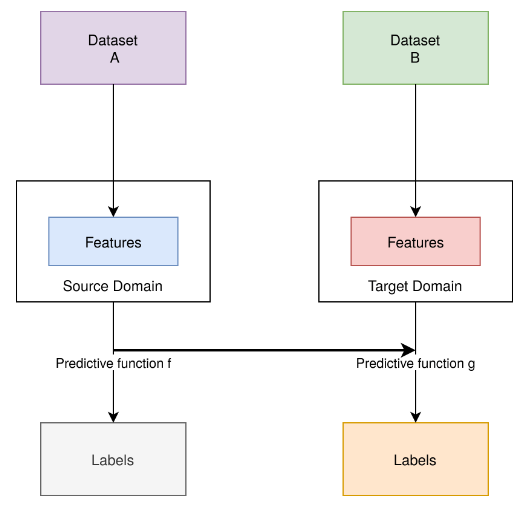 Dataset
A
Dataset
B
Features
Features
Source Domain
Target Domain
Predictive function f
Predictive function g
Labels
Labels